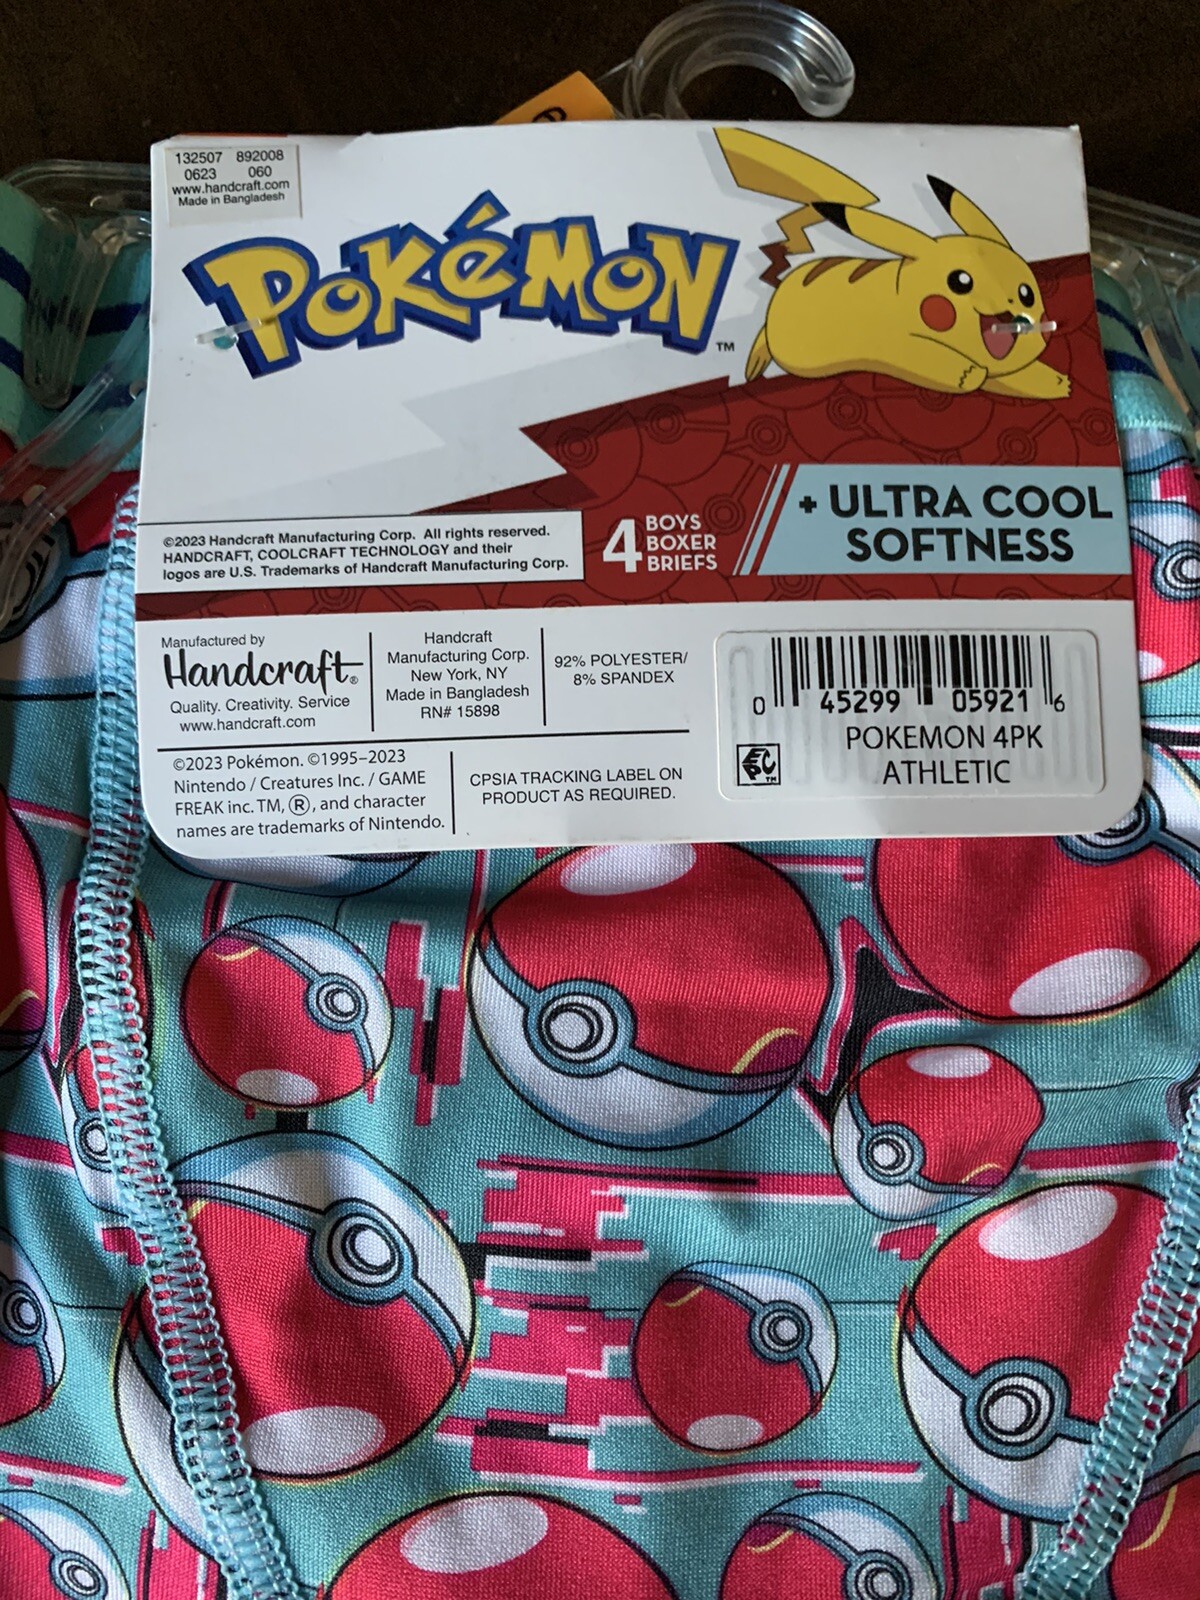 132507 892008
0623 060
www.handcraft.com
Made in Bangladesh
POKéMON
TM
+ ULTRA COOL
SOFTNESS
4 BOYS
BOXER
BRIEFS
©2023 Handcraft Manufacturing Corp. All rights reserved.
HANDCRAFT, COOLCRAFT TECHNOLOGY and their
logos are U.S. Trademarks of Handcraft Manufacturing Corp.
Manufactured by
Handcraft®
Quality. Creativity. Service
www.handcraft.com
Handcraft
Manufacturing Corp.
New York, NY
Made in Bangladesh
RN# 15898
92% POLYESTER/
8% SPANDEX
©2023 Pokémon. ©1995–2023
Nintendo / Creatures Inc. / GAME
FREAK inc. TM, ®, and character
names are trademarks of Nintendo.
CPSIA TRACKING LABEL ON
PRODUCT AS REQUIRED.
0 45299 05921 6
POKEMON 4PK
ATHLETIC
EPC TM